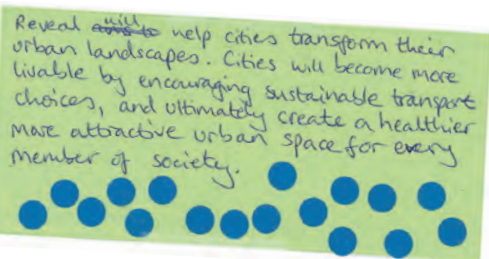 Reveal will help cities transform their
urban landscapes. Cities will become more
livable by encouraging sustainable transport
choices, and ultimately create a healthier
more attractive urban space for every
member of society.